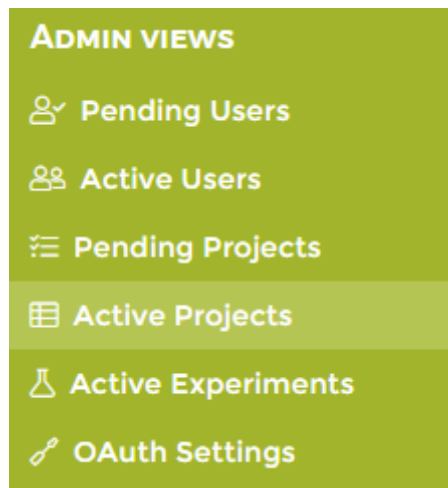 Admin views
Pending Users
Active Users
Pending Projects
Active Projects
Active Experiments
OAuth Settings